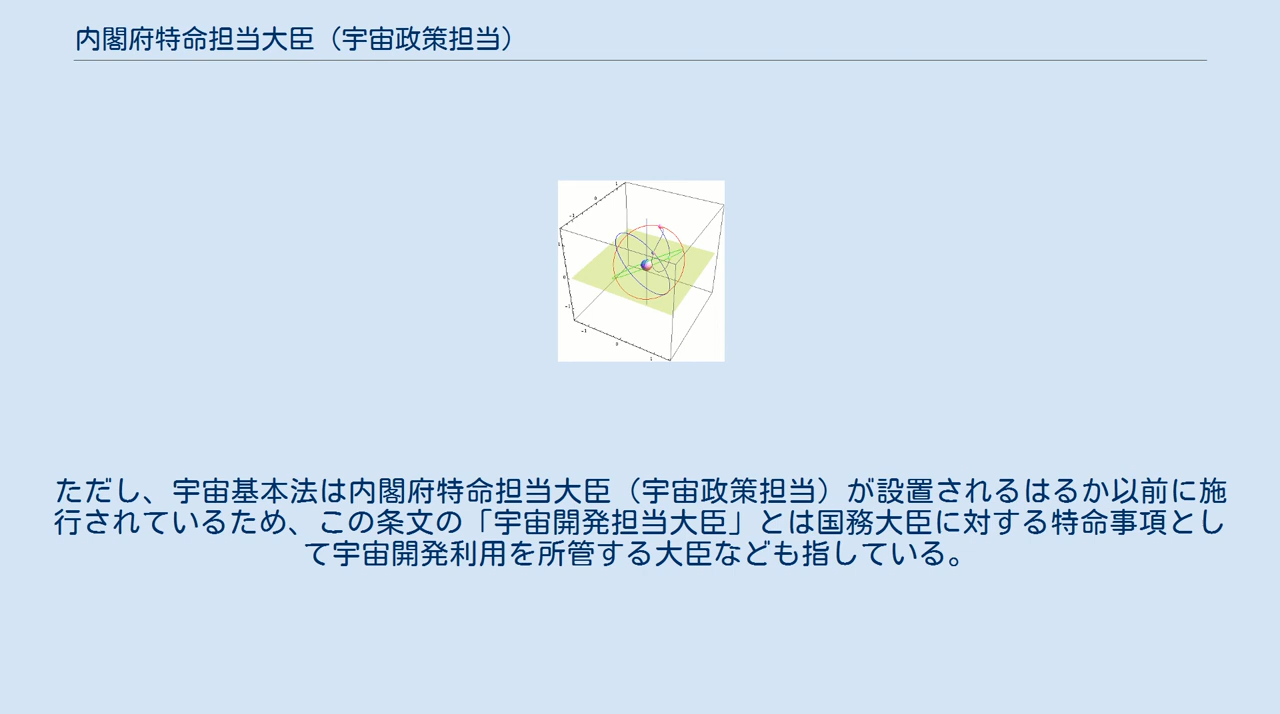 内閣府特命担当大臣（宇宙政策担当）
ただし、宇宙基本法は内閣府特命担当大臣（宇宙政策担当）が設置されるはるか以前に施
行されているため、この条文の「宇宙開発担当大臣」とは国務大臣に対する特命事項とし
て宇宙開発利用を所管する大臣なども指している。